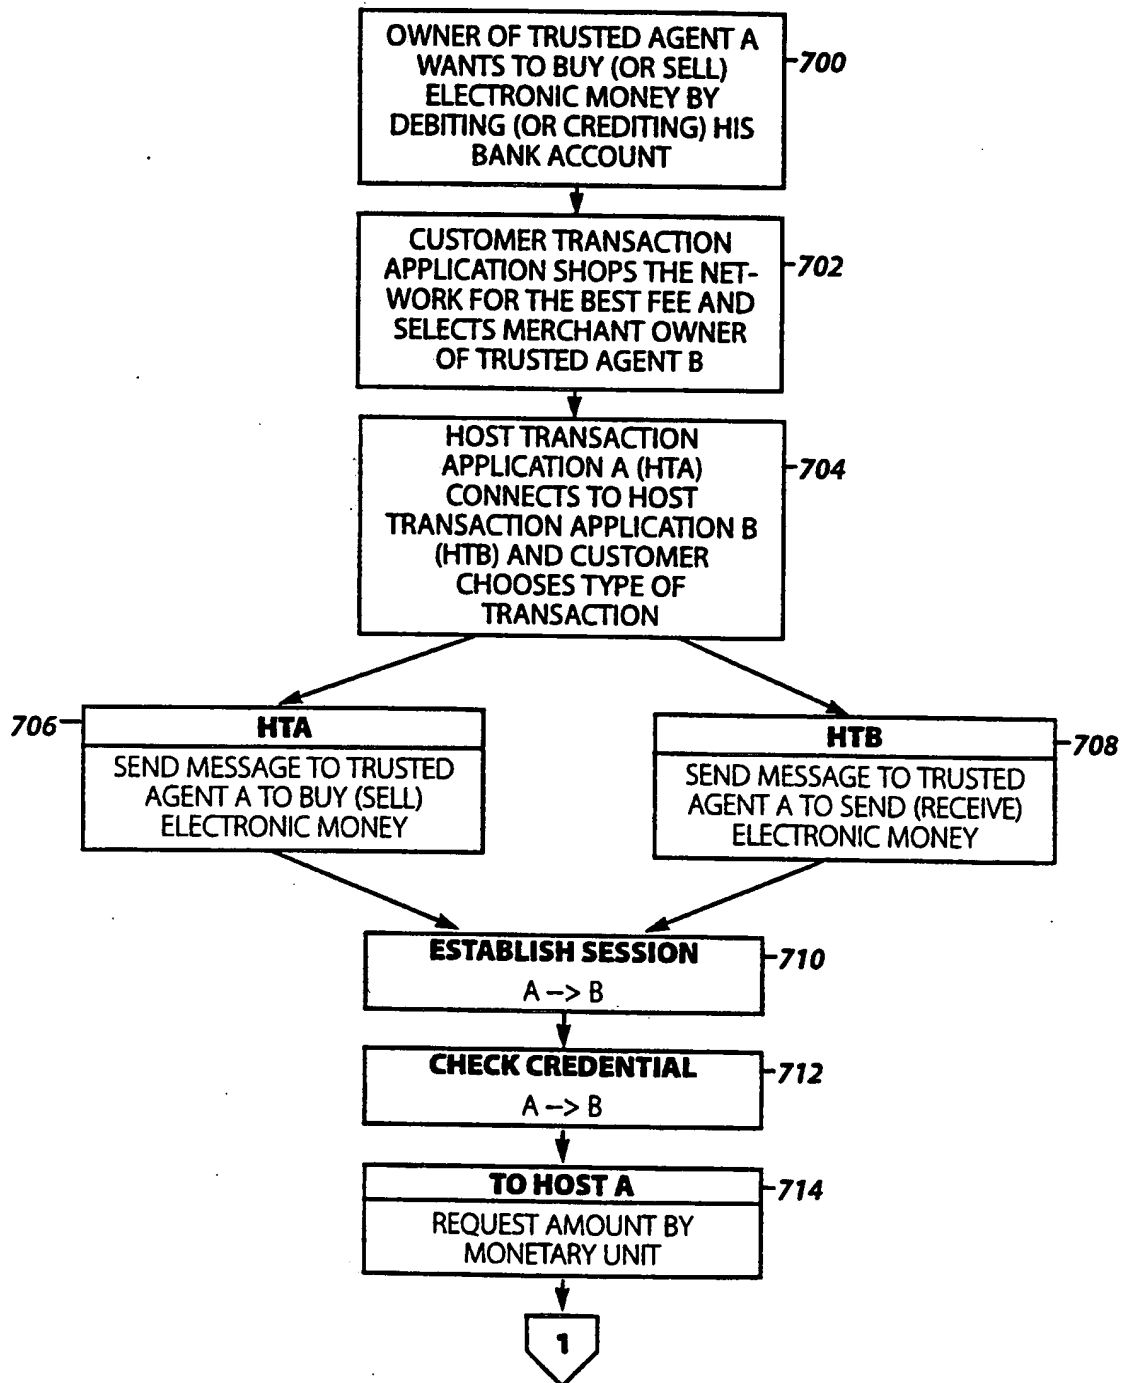 OWNER OF TRUSTED AGENT A
WANTS TO BUY (OR SELL)
ELECTRONIC MONEY BY
DEBITING (OR CREDITING) HIS
BANK ACCOUNT
700
CUSTOMER TRANSACTION
APPLICATION SHOPS THE NET-
WORK FOR THE BEST FEE AND
SELECTS MERCHANT OWNER
OF TRUSTED AGENT B
702
HOST TRANSACTION
APPLICATION A (HTA)
CONNECTS TO HOST
TRANSACTION APPLICATION B
(HTB) AND CUSTOMER
CHOOSES TYPE OF
TRANSACTION
704
706
HTA
SEND MESSAGE TO TRUSTED
AGENT A TO BUY (SELL)
ELECTRONIC MONEY
HTB
708
SEND MESSAGE TO TRUSTED
AGENT A TO SEND (RECEIVE)
ELECTRONIC MONEY
ESTABLISH SESSION
710
A –> B
CHECK CREDENTIAL
712
A –> B
TO HOST A
714
REQUEST AMOUNT BY
MONETARY UNIT
1